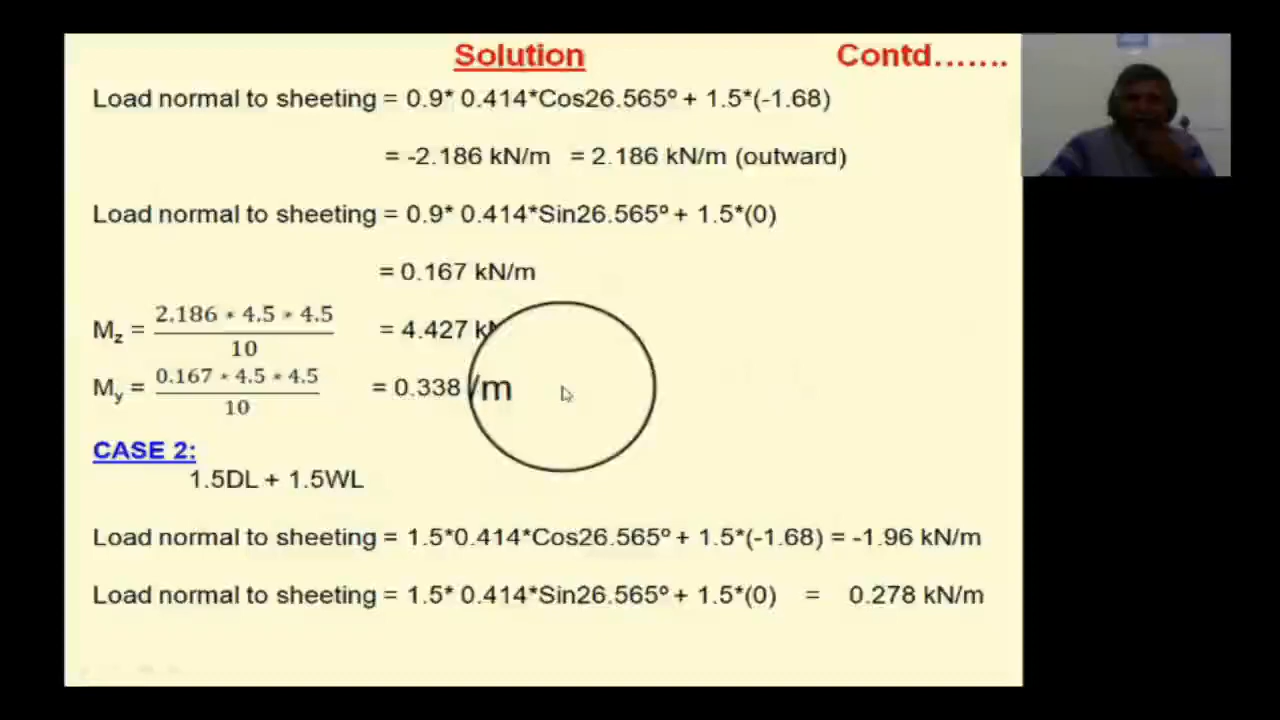 Solution Contd.......
Load normal to sheeting = 0.9* 0.414*Cos26.565º + 1.5*(-1.68)
= -2.186 kN/m = 2.186 kN/m (outward)
Load normal to sheeting = 0.9* 0.414*Sin26.565º + 1.5*(0)
= 0.167 kN/m
Mz = 2.186 * 4.5 * 4.5 / 10 = 4.427
My = 0.167 * 4.5 * 4.5 / 10 = 0.338 /m
CASE 2:
1.5DL + 1.5WL
Load normal to sheeting = 1.5*0.414*Cos26.565º + 1.5*(-1.68) = -1.96 kN/m
Load normal to sheeting = 1.5* 0.414*Sin26.565º + 1.5*(0) = 0.278 kN/m